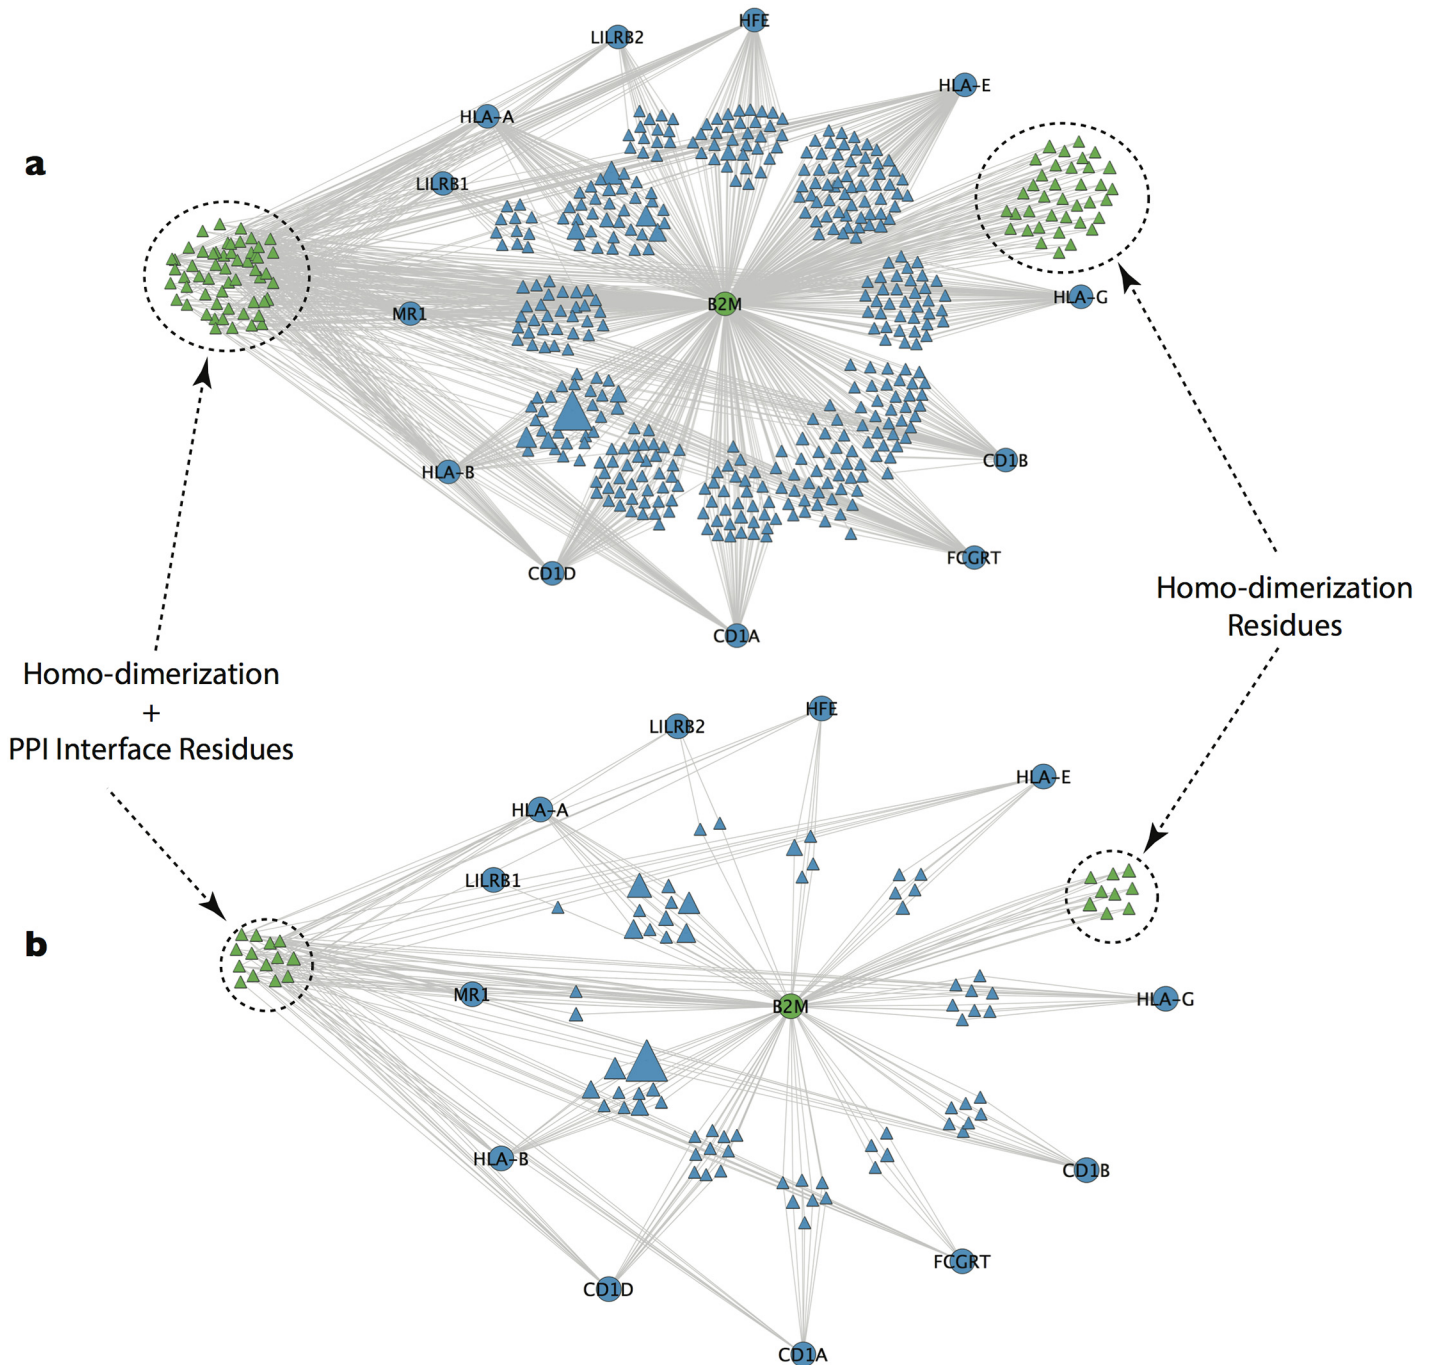 a
LILRB2
HFE
HLA-E
HLA-A
LILRB1
B2M
HLA-G
MR1
HLA-B
CD1B
CD1D
FCGRT
CD1A
Homo-dimerization
Residues
Homo-dimerization
+
PPI Interface Residues
b
LILRB2
HFE
HLA-E
HLA-A
LILRB1
MR1
B2M
HLA-G
HLA-B
CD1B
FCGRT
CD1D
CD1A